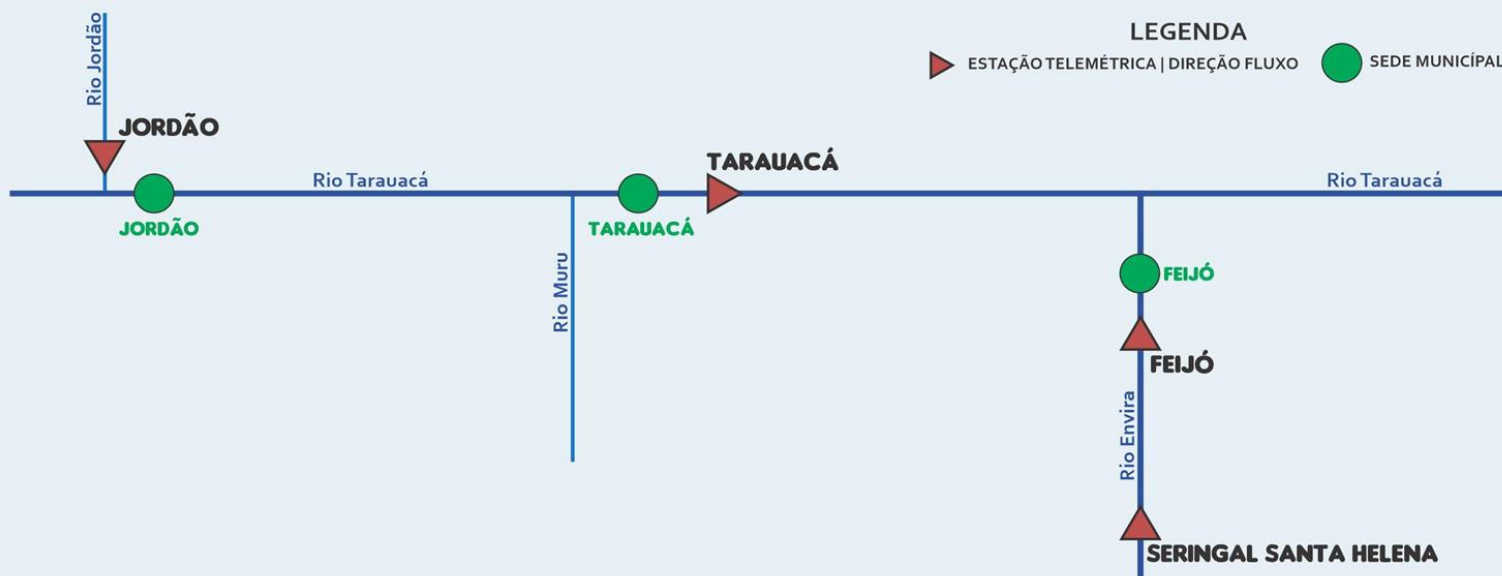 LEGENDA
ESTAÇÃO TELEMÉTRICA | DIREÇÃO FLUXO
SEDE MUNICÍPAL
Rio Jordão
JORDÃO
JORDÃO
Rio Tarauacá
Rio Muru
TARAUACÁ
TARAUACÁ
Rio Tarauacá
FEIJÓ
FEIJÓ
Rio Envira
SERINGAL SANTA HELENA